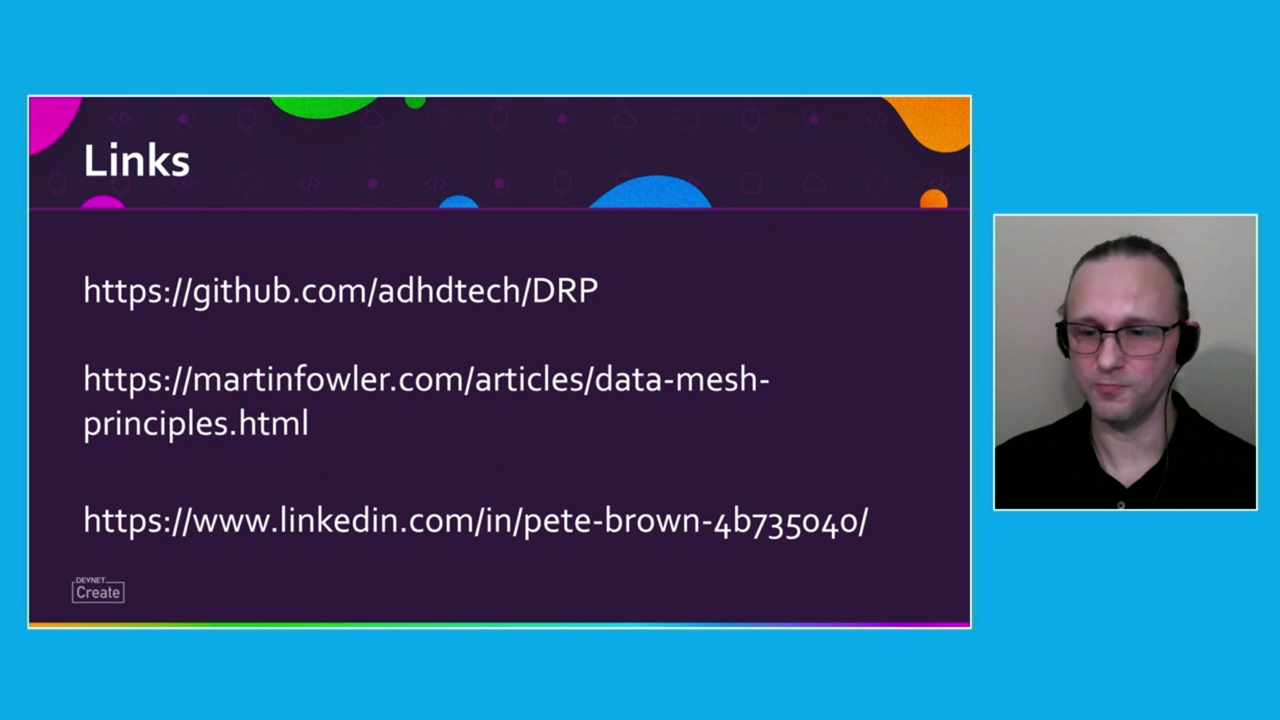 Links
https://github.com/adhdtech/DRP
https://martinfowler.com/articles/data-mesh-
principles.html
https://www.linkedin.com/in/pete-brown-4b735040/
DEVNET
Create